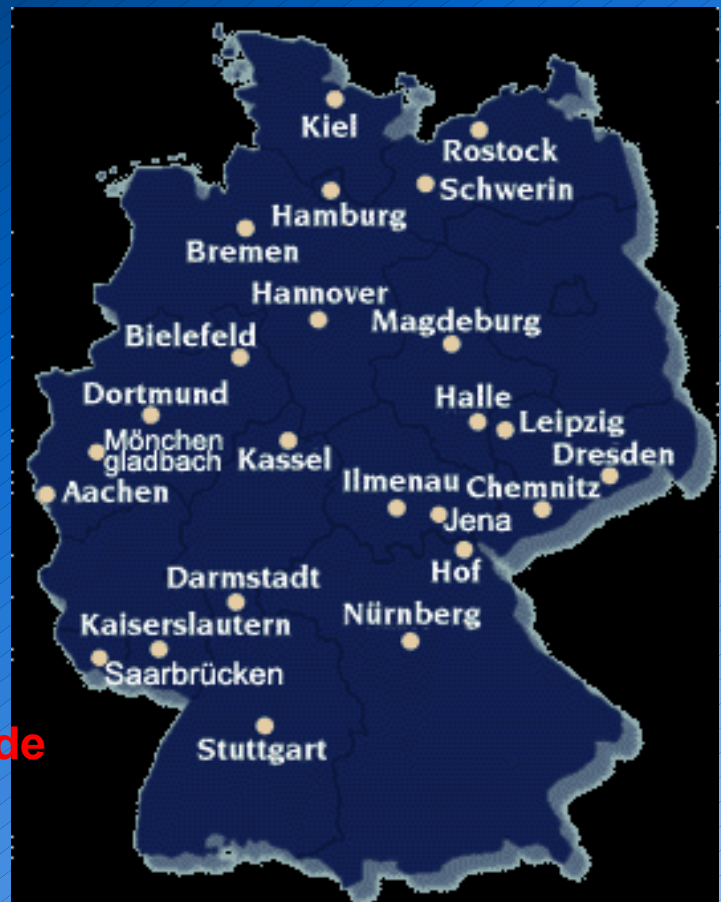 Kiel
Rostock
Schwerin
Hamburg
Bremen
Hannover
Magdeburg
Bielefeld
Dortmund
Halle
Leipzig
Mönchen
gladbach
Kassel
Dresden
Aachen
Ilmenau
Chemnitz
Jena
Hof
Darmstadt
Nürnberg
Kaiserslautern
Saarbrücken
de
Stuttgart